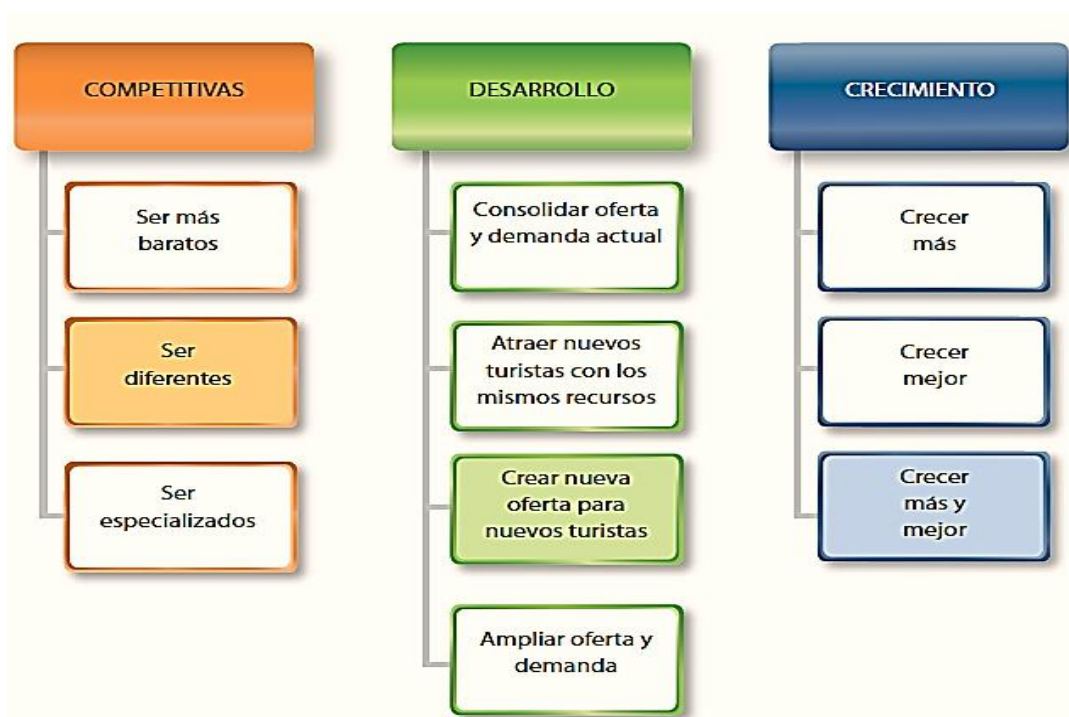 COMPETITIVAS
Ser más
baratos
Ser
diferentes
Ser
especializados
DESARROLLO
Consolidar oferta
y demanda actual
Atraer nuevos
turistas con los
mismos recursos
Crear nueva
oferta para
nuevos turistas
Ampliar oferta y
demanda
CRECIMIENTO
Crecer
más
Crecer
mejor
Crecer
más y
mejor